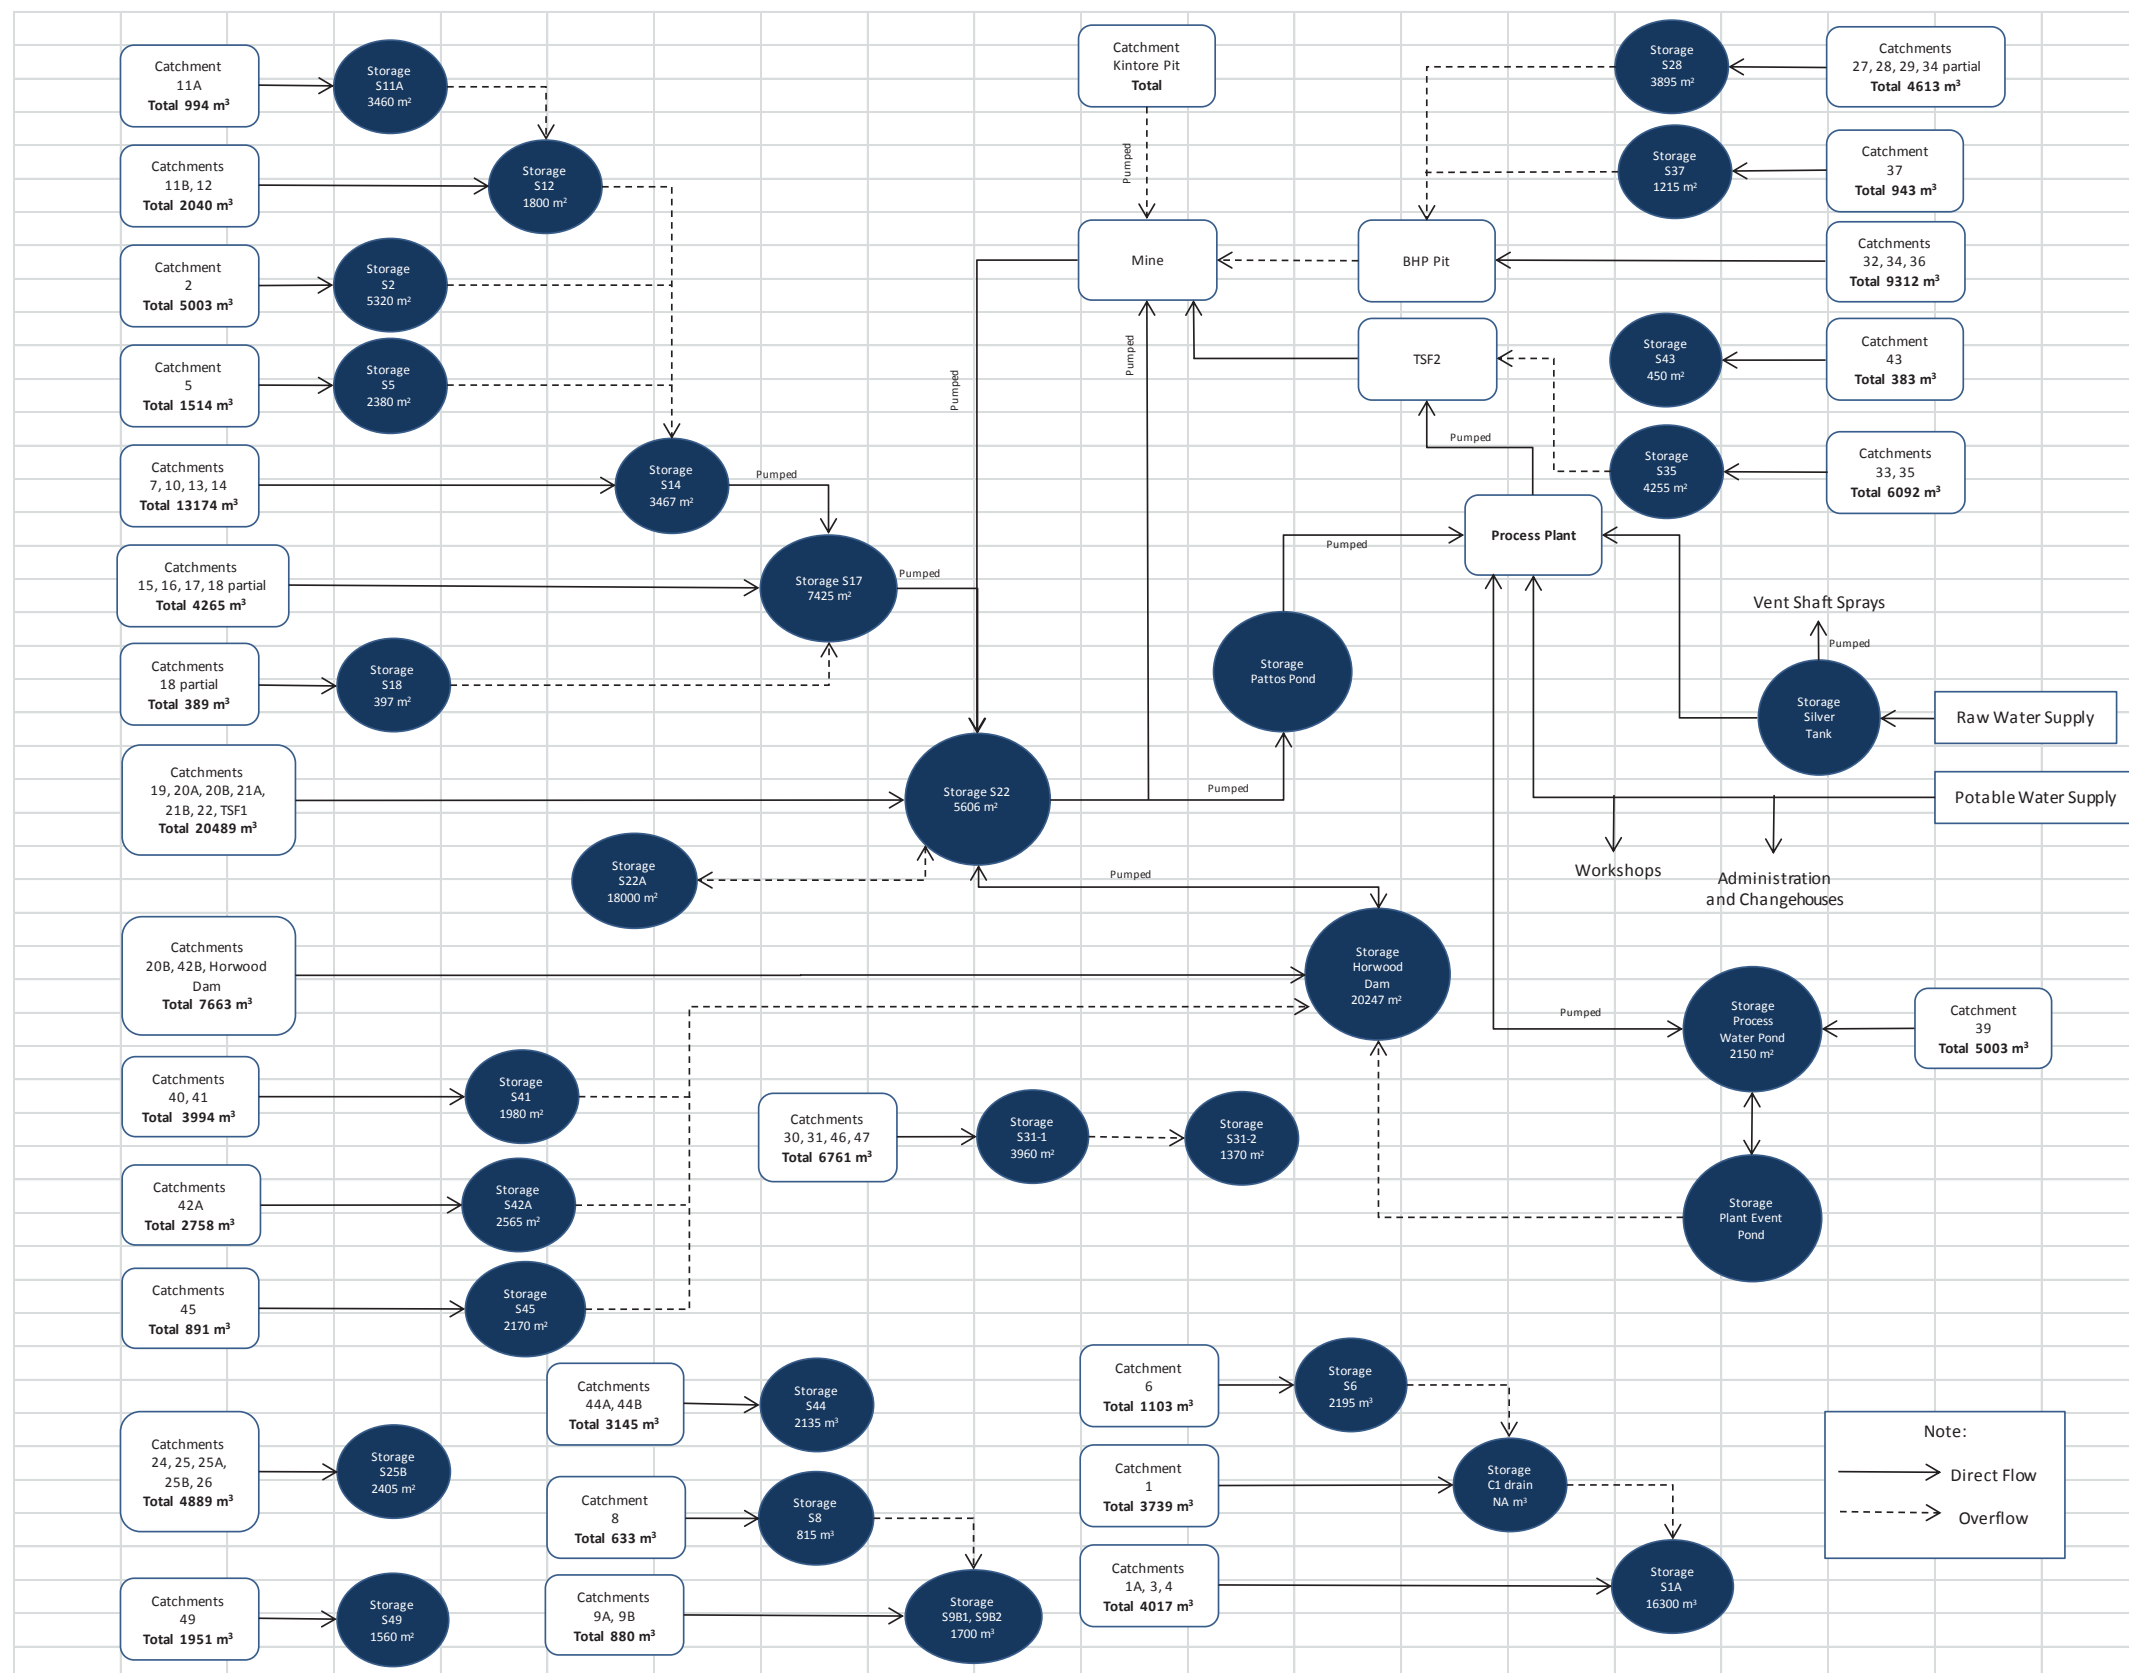 Catchment
11A
Total 994 m³
Storage
S11A
3460 m²
Catchments
11B, 12
Total 2040 m³
Storage
S12
1800 m²
Catchment
2
Total 5003 m³
Storage
S2
5320 m²
Catchment
5
Total 1514 m³
Storage
S5
2380 m²
Catchments
7, 10, 13, 14
Total 13174 m³
Storage
S14
3467 m²
Pumped
Catchments
15, 16, 17, 18 partial
Total 4265 m³
Storage S17
7425 m²
Pumped
Catchments
18 partial
Total 389 m³
Storage
S18
397 m²
Catchments
19, 20A, 20B, 21A,
21B, 22, TSF1
Total 20489 m³
Storage S22
5606 m²
Pumped
Storage
S22A
18000 m²
Pumped
Catchment
Kintore Pit
Total
Pumped
Mine
Pumped
Pumped
BHP Pit
TSF2
Pumped
Process Plant
Pumped
Storage
Pattos Pond
Storage
S28
3895 m²
Catchments
27, 28, 29, 34 partial
Total 4613 m³
Storage
S37
1215 m²
Catchment
37
Total 943 m³
Catchments
32, 34, 36
Total 9312 m³
Storage
S43
450 m²
Catchment
43
Total 383 m³
Storage
S35
4255 m²
Catchments
33, 35
Total 6092 m³
Vent Shaft Sprays
Pumped
Storage
Silver
Tank
Raw Water Supply
Potable Water Supply
Workshops
Administration
and Changehouses
Catchments
20B, 42B, Horwood
Dam
Total 7663 m³
Storage
Horwood
Dam
20247 m²
Pumped
Storage
Process
Water Pond
2150 m²
Catchment
39
Total 5003 m³
Storage
Plant Event
Pond
Catchments
40, 41
Total 3994 m³
Storage
S41
1980 m²
Catchments
30, 31, 46, 47
Total 6761 m³
Storage
S31-1
3960 m²
Storage
S31-2
1370 m²
Catchments
42A
Total 2758 m³
Storage
S42A
2565 m²
Catchments
45
Total 891 m³
Storage
S45
2170 m²
Catchments
44A, 44B
Total 3145 m³
Storage
S44
2135 m³
Catchments
24, 25, 25A,
25B, 26
Total 4889 m³
Storage
S25B
2405 m²
Catchment
8
Total 633 m³
Storage
S8
815 m³
Catchments
49
Total 1951 m³
Storage
S49
1560 m²
Catchments
9A, 9B
Total 880 m³
Storage
S9B1, S9B2
1700 m³
Catchment
6
Total 1103 m³
Storage
S6
2195 m³
Catchment
1
Total 3739 m³
Storage
C1 drain
NA m³
Catchments
1A, 3, 4
Total 4017 m³
Storage
S1A
16300 m³
Note:
Direct Flow
Overflow